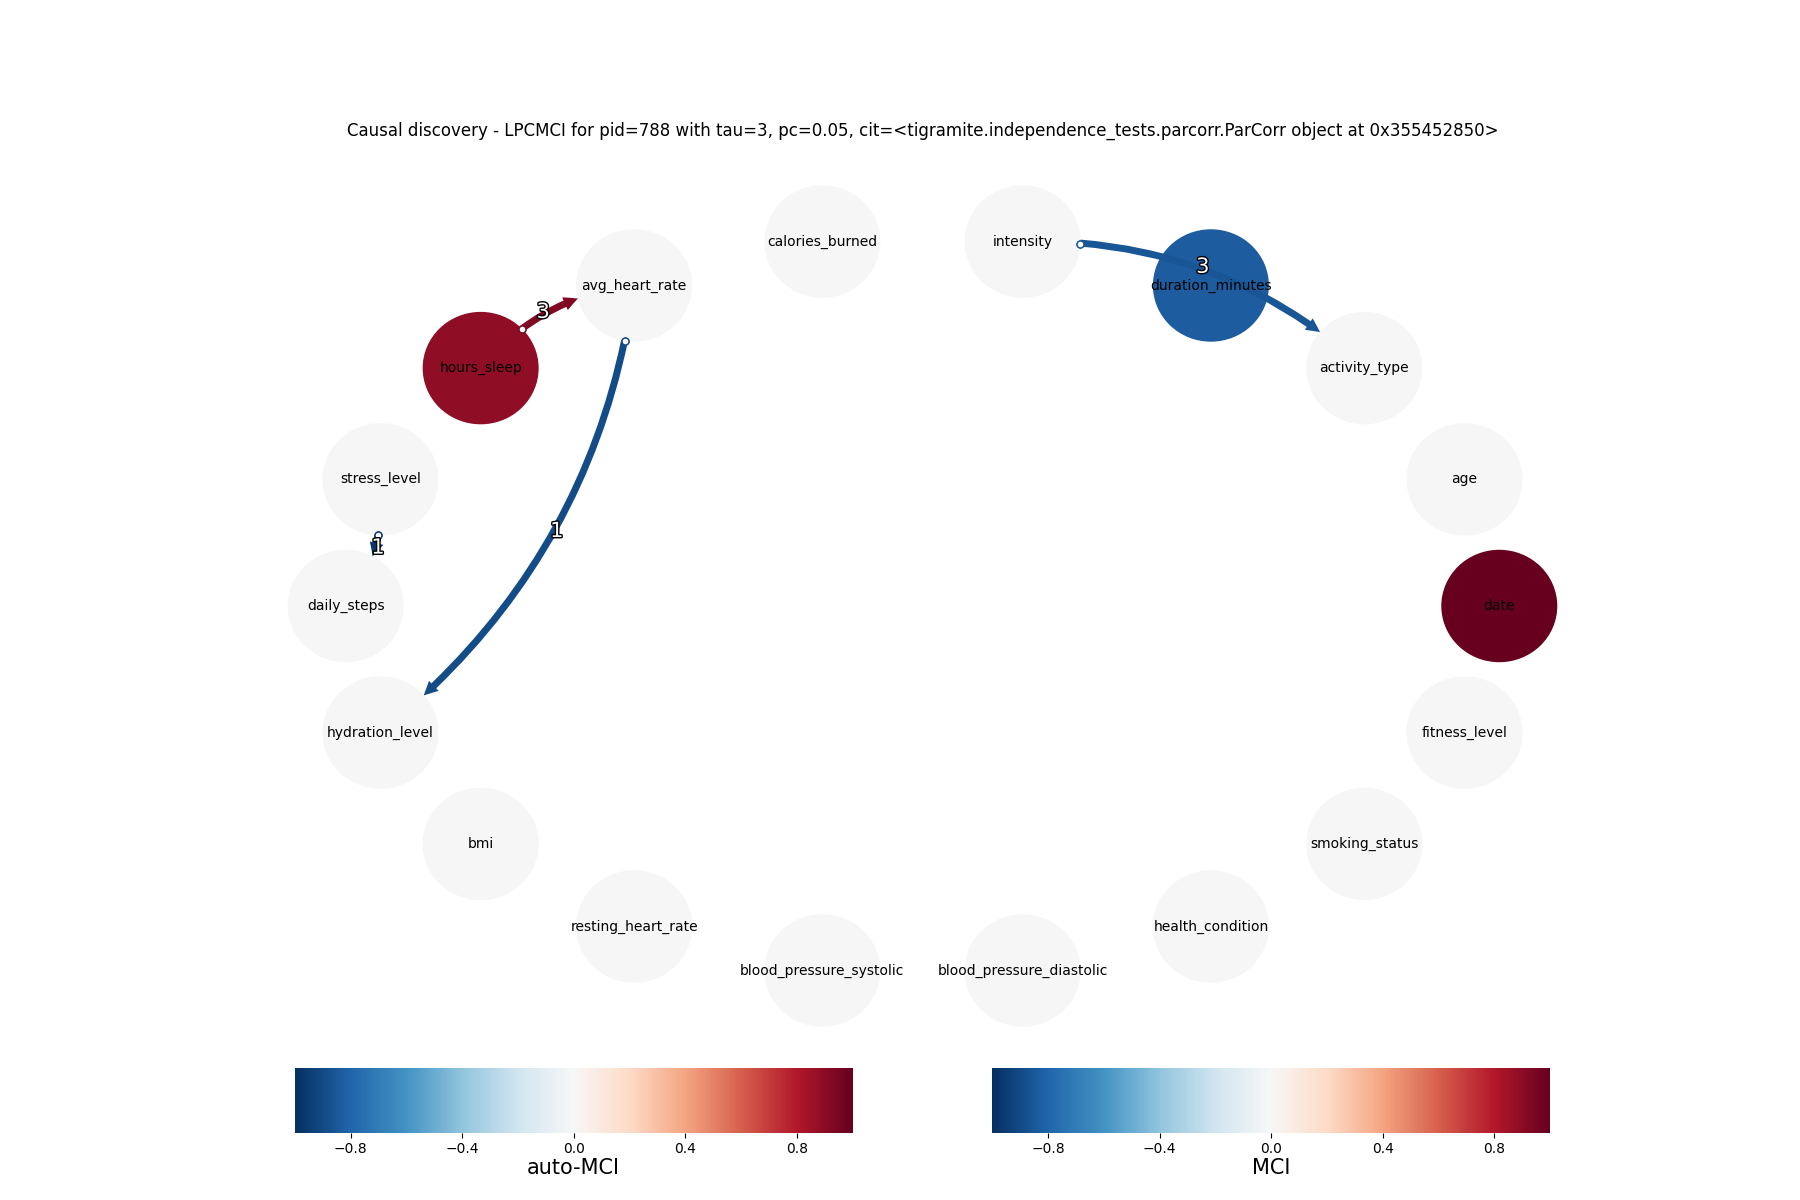 Causal discovery - LPCMCI for pid=788 with tau=3, pc=0.05, cit=<tigramite.independence_tests.parcorr.ParCorr object at 0x355452850>
calories_burned
intensity
3
avg_heart_rate
duration_minutes
3
hours_sleep
activity_type
stress_level
age
1
1
daily_steps
date
hydration_level
fitness_level
bmi
smoking_status
resting_heart_rate
health_condition
blood_pressure_systolic
blood_pressure_diastolic
−0.8 −0.4 0.0 0.4 0.8
auto-MCI
−0.8 −0.4 0.0 0.4 0.8
MCI